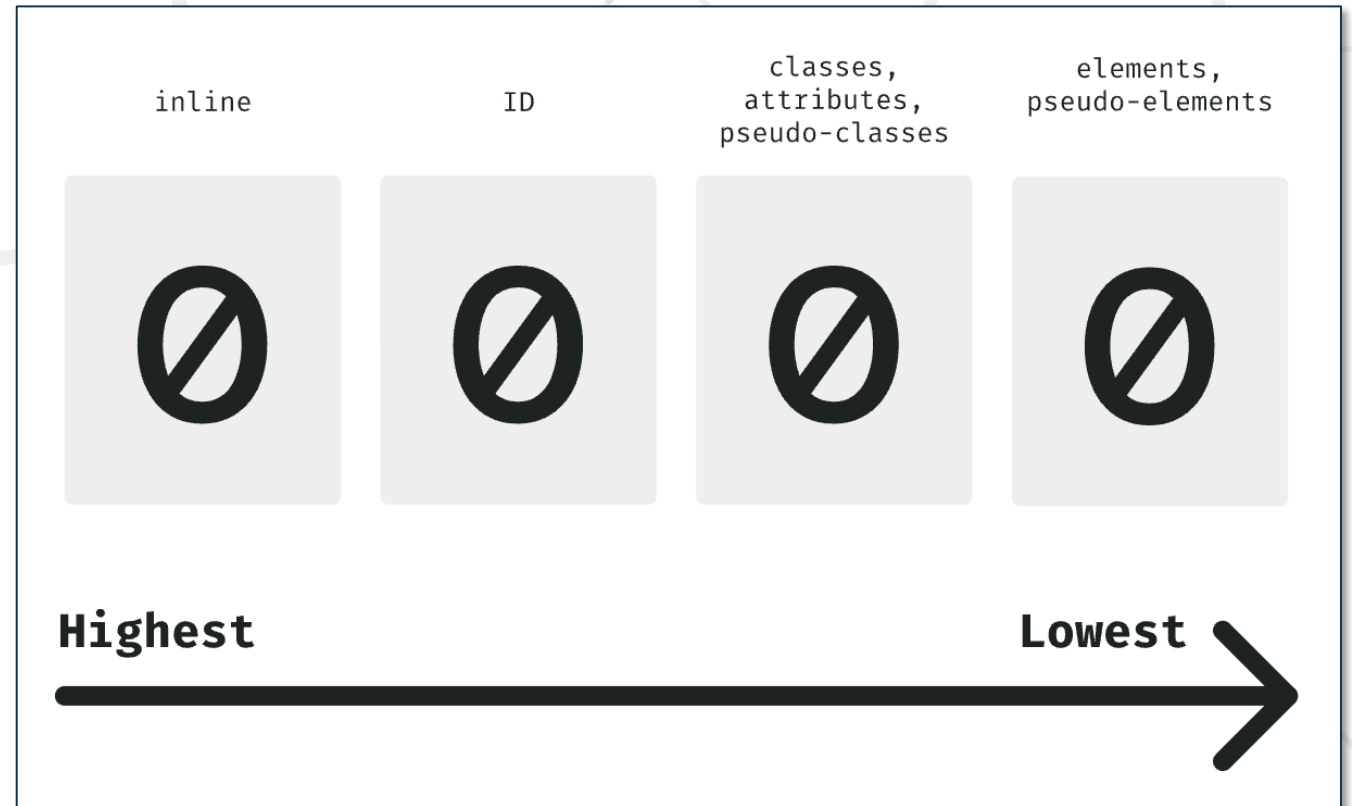 inline
ID
classes,
attributes,
pseudo-classes
elements,
pseudo-elements
0
0
0
0
Highest
Lowest